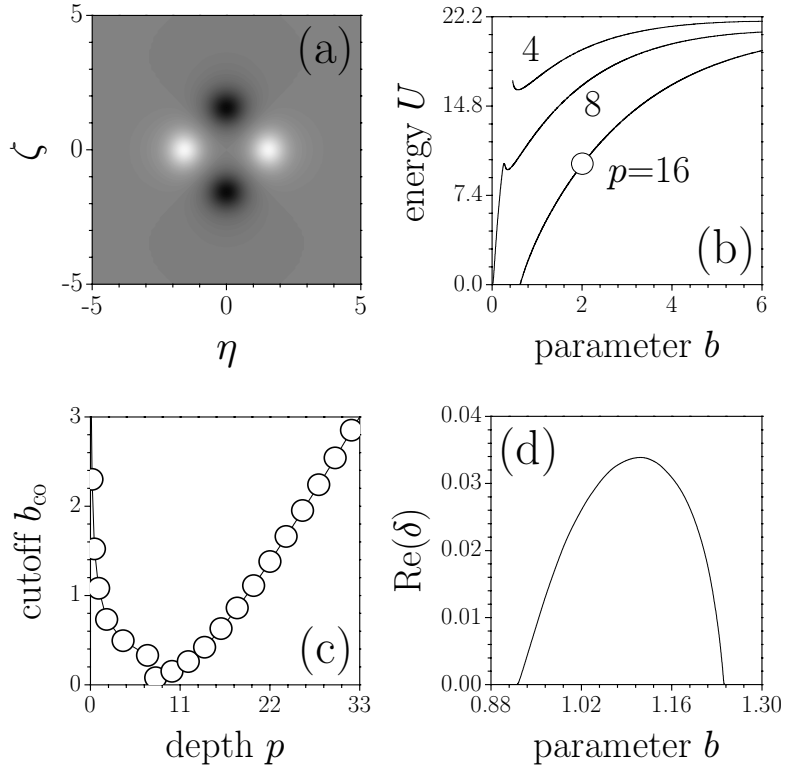 5
0
-5
-5
0
5
ζ
η
(a)
22.2
14.8
7.4
0.0
0
2
4
6
energy U
parameter b
4
8
p=16
(b)
3
2
1
0
0
11
22
33
cutoff b_co
depth p
(c)
0.04
0.03
0.02
0.01
0.00
0.88
1.02
1.16
1.30
Re(δ)
parameter b
(d)